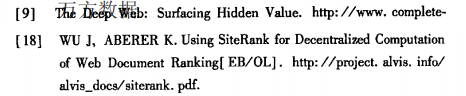 [9] The Deep Web: Surfacing Hidden Value. http://www. complete-
[18] WU J, ABERER K. Using SiteRank for Decentralized Computation
of Web Document Ranking[EB/OL]. http://project. alvis. info/
alvis_docs/siterank. pdf.